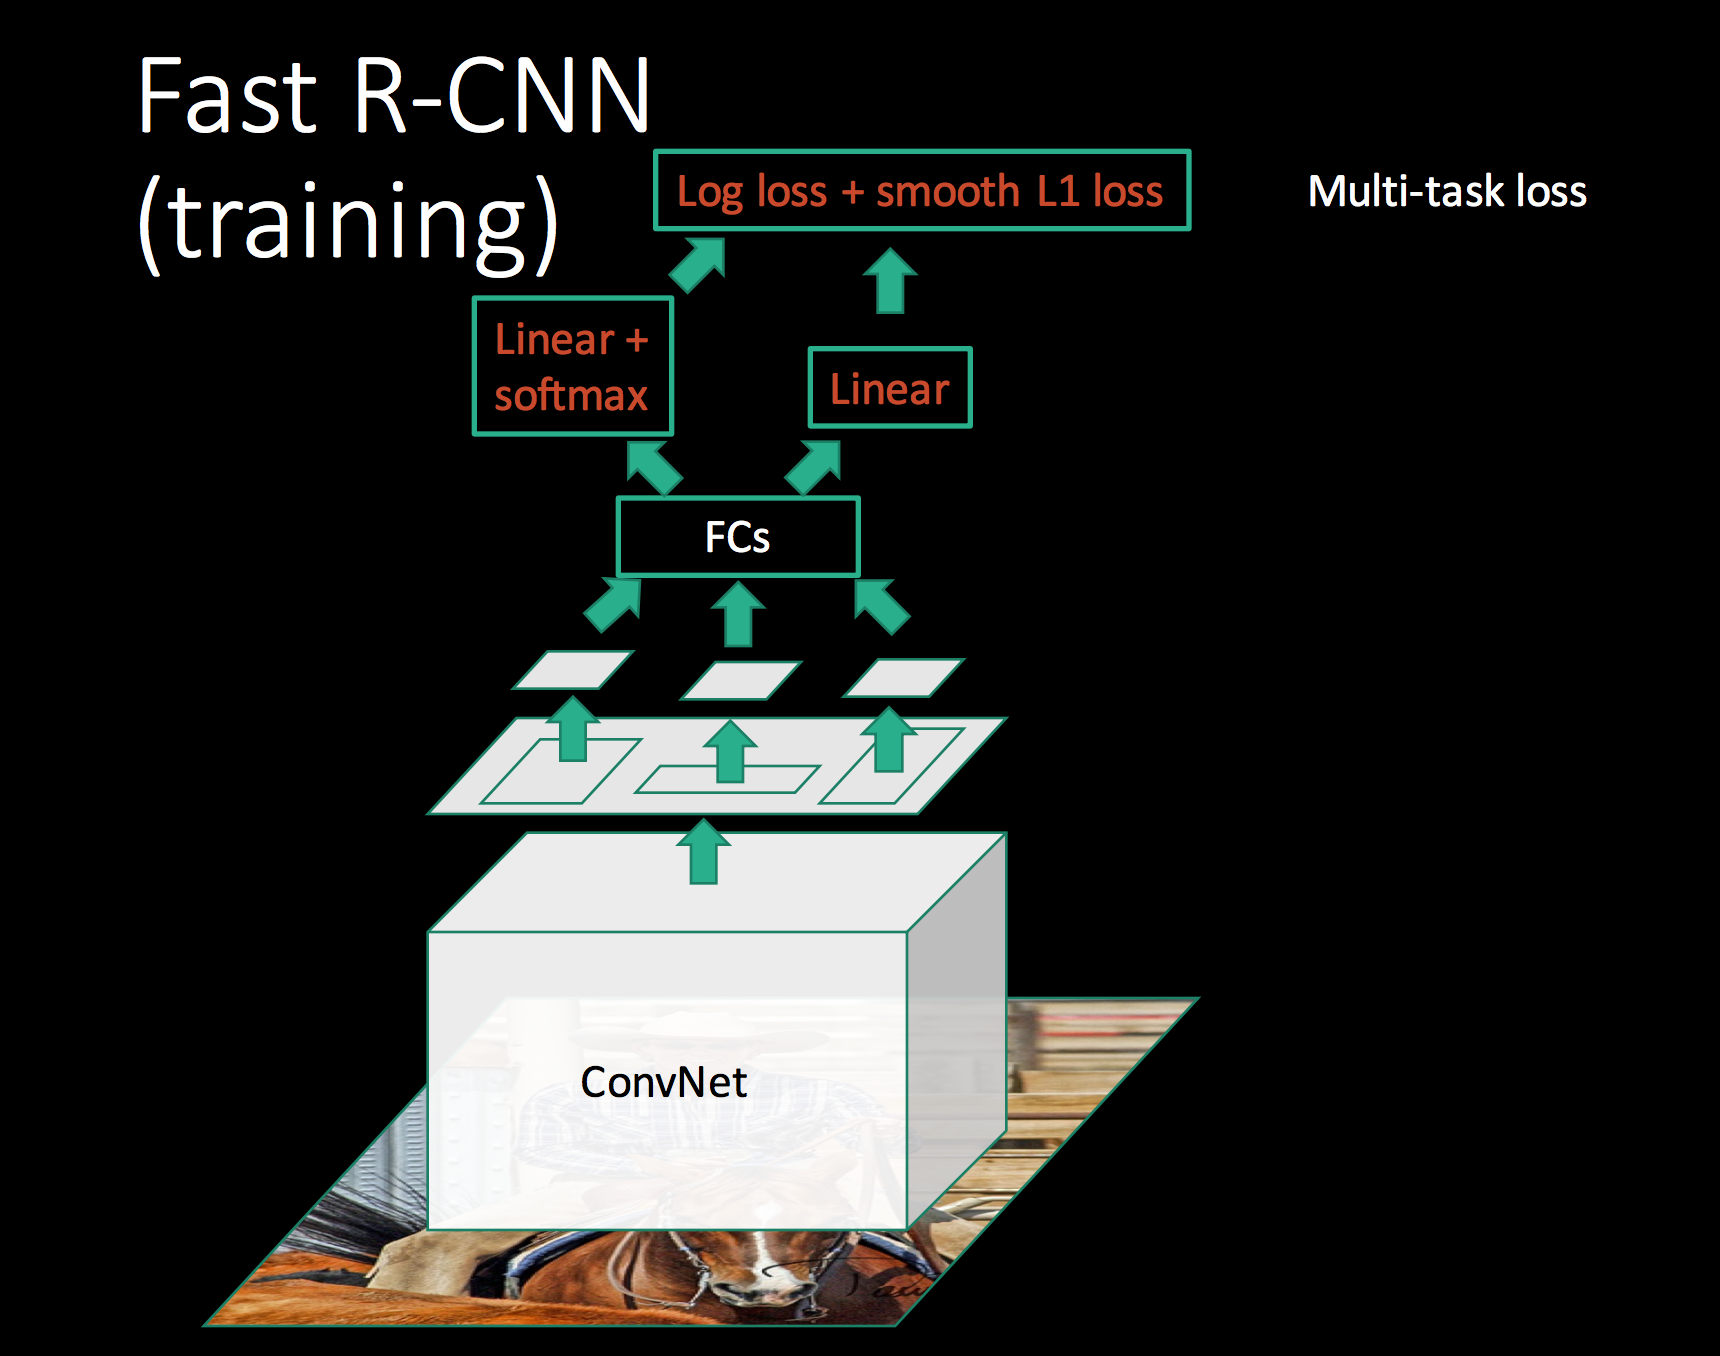 Fast R-CNN
(training)
Log loss + smooth L1 loss
Multi-task loss
Linear +
softmax
Linear
FCs
ConvNet